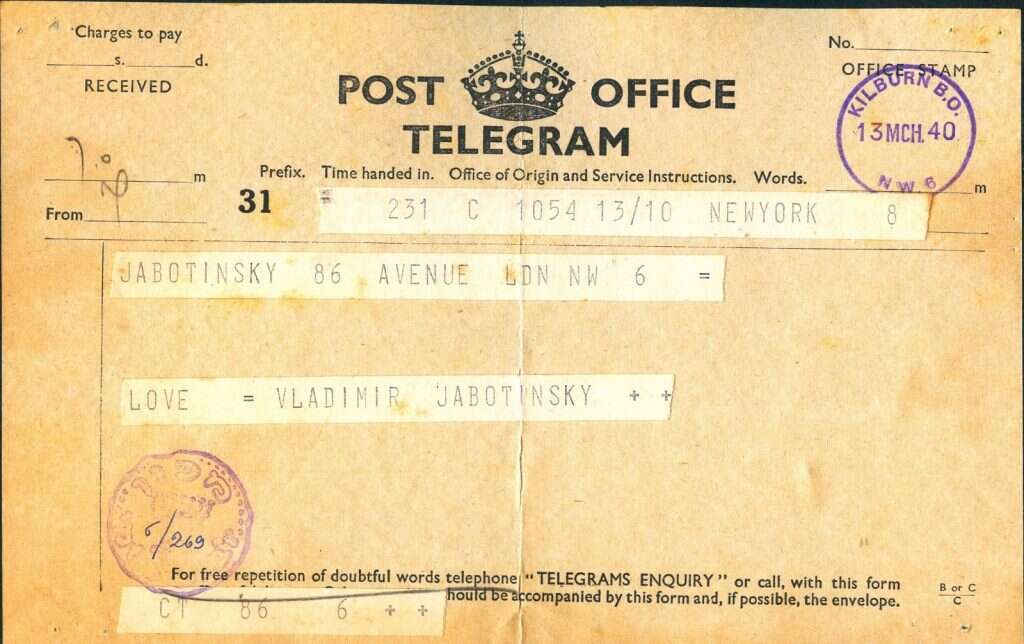 Charges to pay
s. d.
RECEIVED
No.
OFFICE STAMP
POST OFFICE
TELEGRAM
KILBURN B.O.
13 MCH. 40
N W 6
m
m
Prefix. Time handed in. Office of Origin and Service Instructions. Words.
From
31
231 C 1054 13/10 NEWYORK 8
JABOTINSKY 86 AVENUE LDN NW 6 =
LOVE = VLADIMIR JABOTINSKY + +
/269
For free repetition of doubtful words telephone "TELEGRAMS ENQUIRY" or call, with this form
hould be accompanied by this form and, if possible, the envelope.
B or C
C
CT 86 6 + +